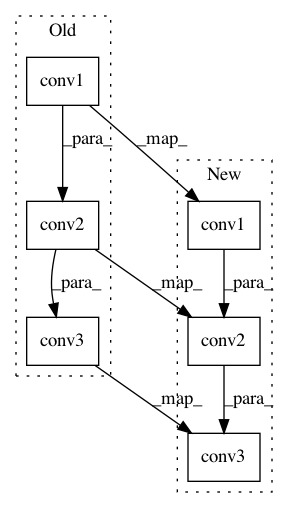 Old
conv1
_para_
_map_
New
conv2
conv1
_para_
_map_
_para_
conv3
conv2
_map_
_para_
conv3